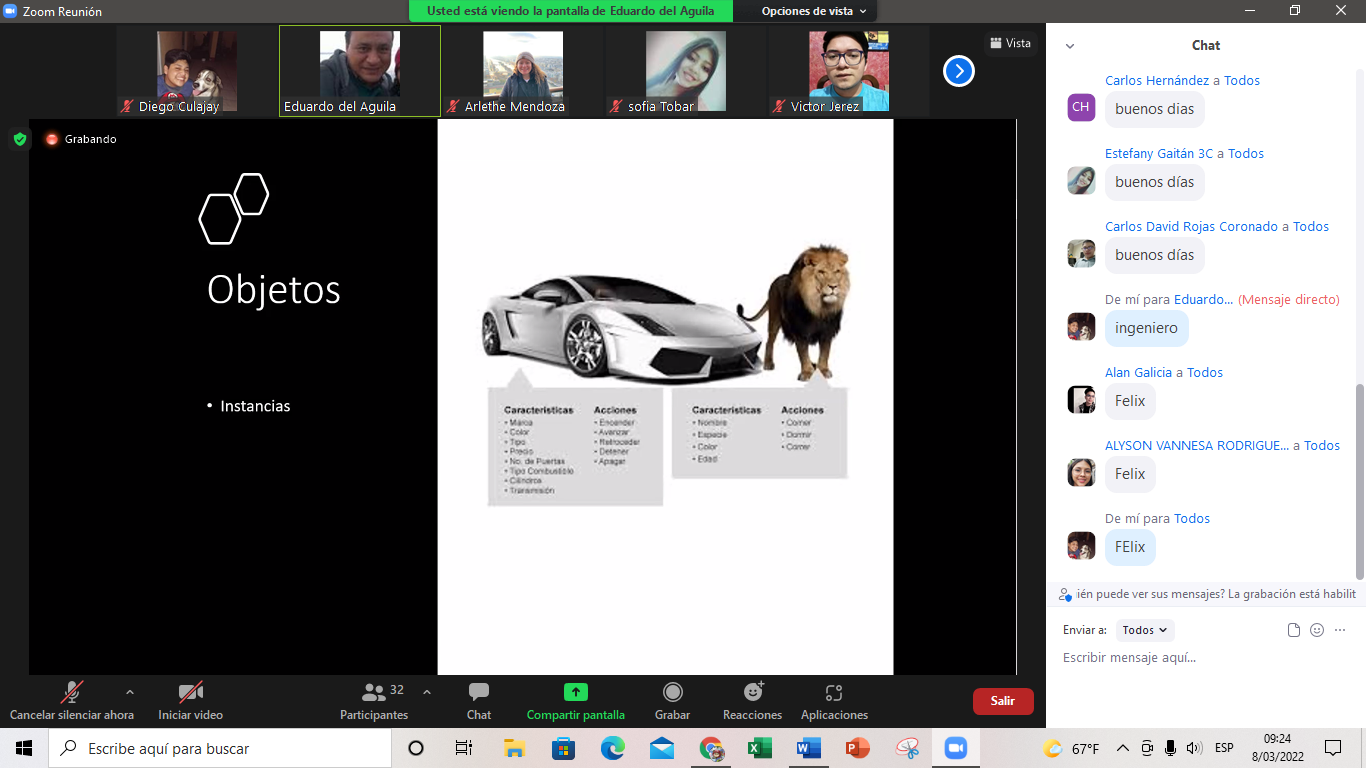 Zoom Reunión
Usted está viendo la pantalla de Eduardo del Aguila
Opciones de vista
Diego Culajay
Eduardo del Aguila
Arlethe Mendoza
sofia Tobar
Victor Jerez
Vista
Grabando
Objetos
• Instancias
Características
• Marca
• Color
• Tipo
• Precio
• No. de Puertas
• Tipo Combustible
• Cilindros
• Transmisión
Acciones
• Encender
• Avanzar
• Retroceder
• Detener
• Apagar
Características
• Nombre
• Especie
• Color
• Edad
Acciones
• Comer
• Dormir
• Correr
Chat
Carlos Hernández a Todos
CH
buenos dias
Estefany Gaitán 3C a Todos
buenos días
Carlos David Rojas Coronado a Todos
buenos días
De mí para Eduardo... (Mensaje directo)
ingeniero
Alan Galicia a Todos
Felix
ALYSON VANNESA RODRIGUE... a Todos
Felix
De mí para Todos
FElix
ién puede ver sus mensajes? La grabación está habilit
Enviar a: Todos
Escribir mensaje aquí...
Cancelar silenciar ahora
Iniciar video
32
Participantes
Chat
Compartir pantalla
Grabar
Reacciones
Aplicaciones
Salir
Escribe aquí para buscar
67°F
ESP
09:24
8/03/2022